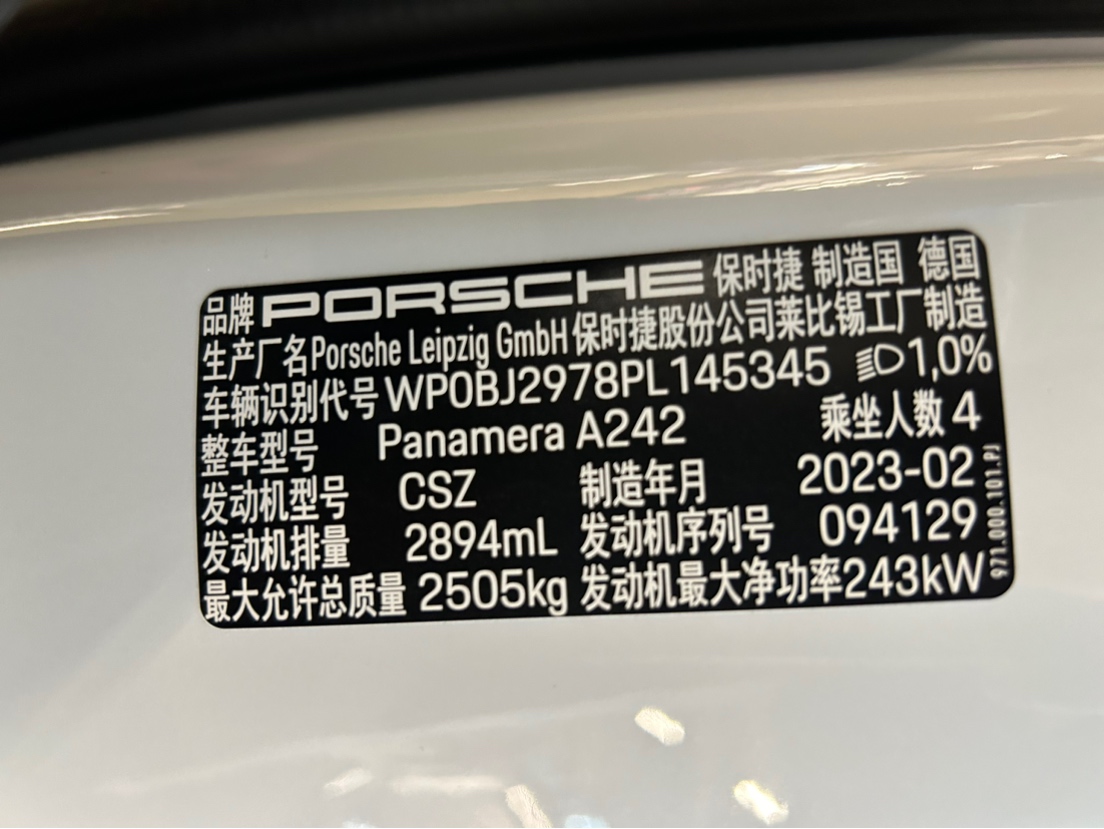 品牌 PORSCHE 保时捷 制造国 德国
生产厂名Porsche Leipzig GmbH 保时捷股份公司莱比锡工厂制造
车辆识别代号 WP0BJ2978PL145345 1,0%
整车型号 Panamera A242 乘坐人数 4
发动机型号 CSZ 制造年月 2023-02
发动机排量 2894mL 发动机序列号 094129
最大允许总质量 2505kg 发动机最大净功率243kW
971.000.101.PJ